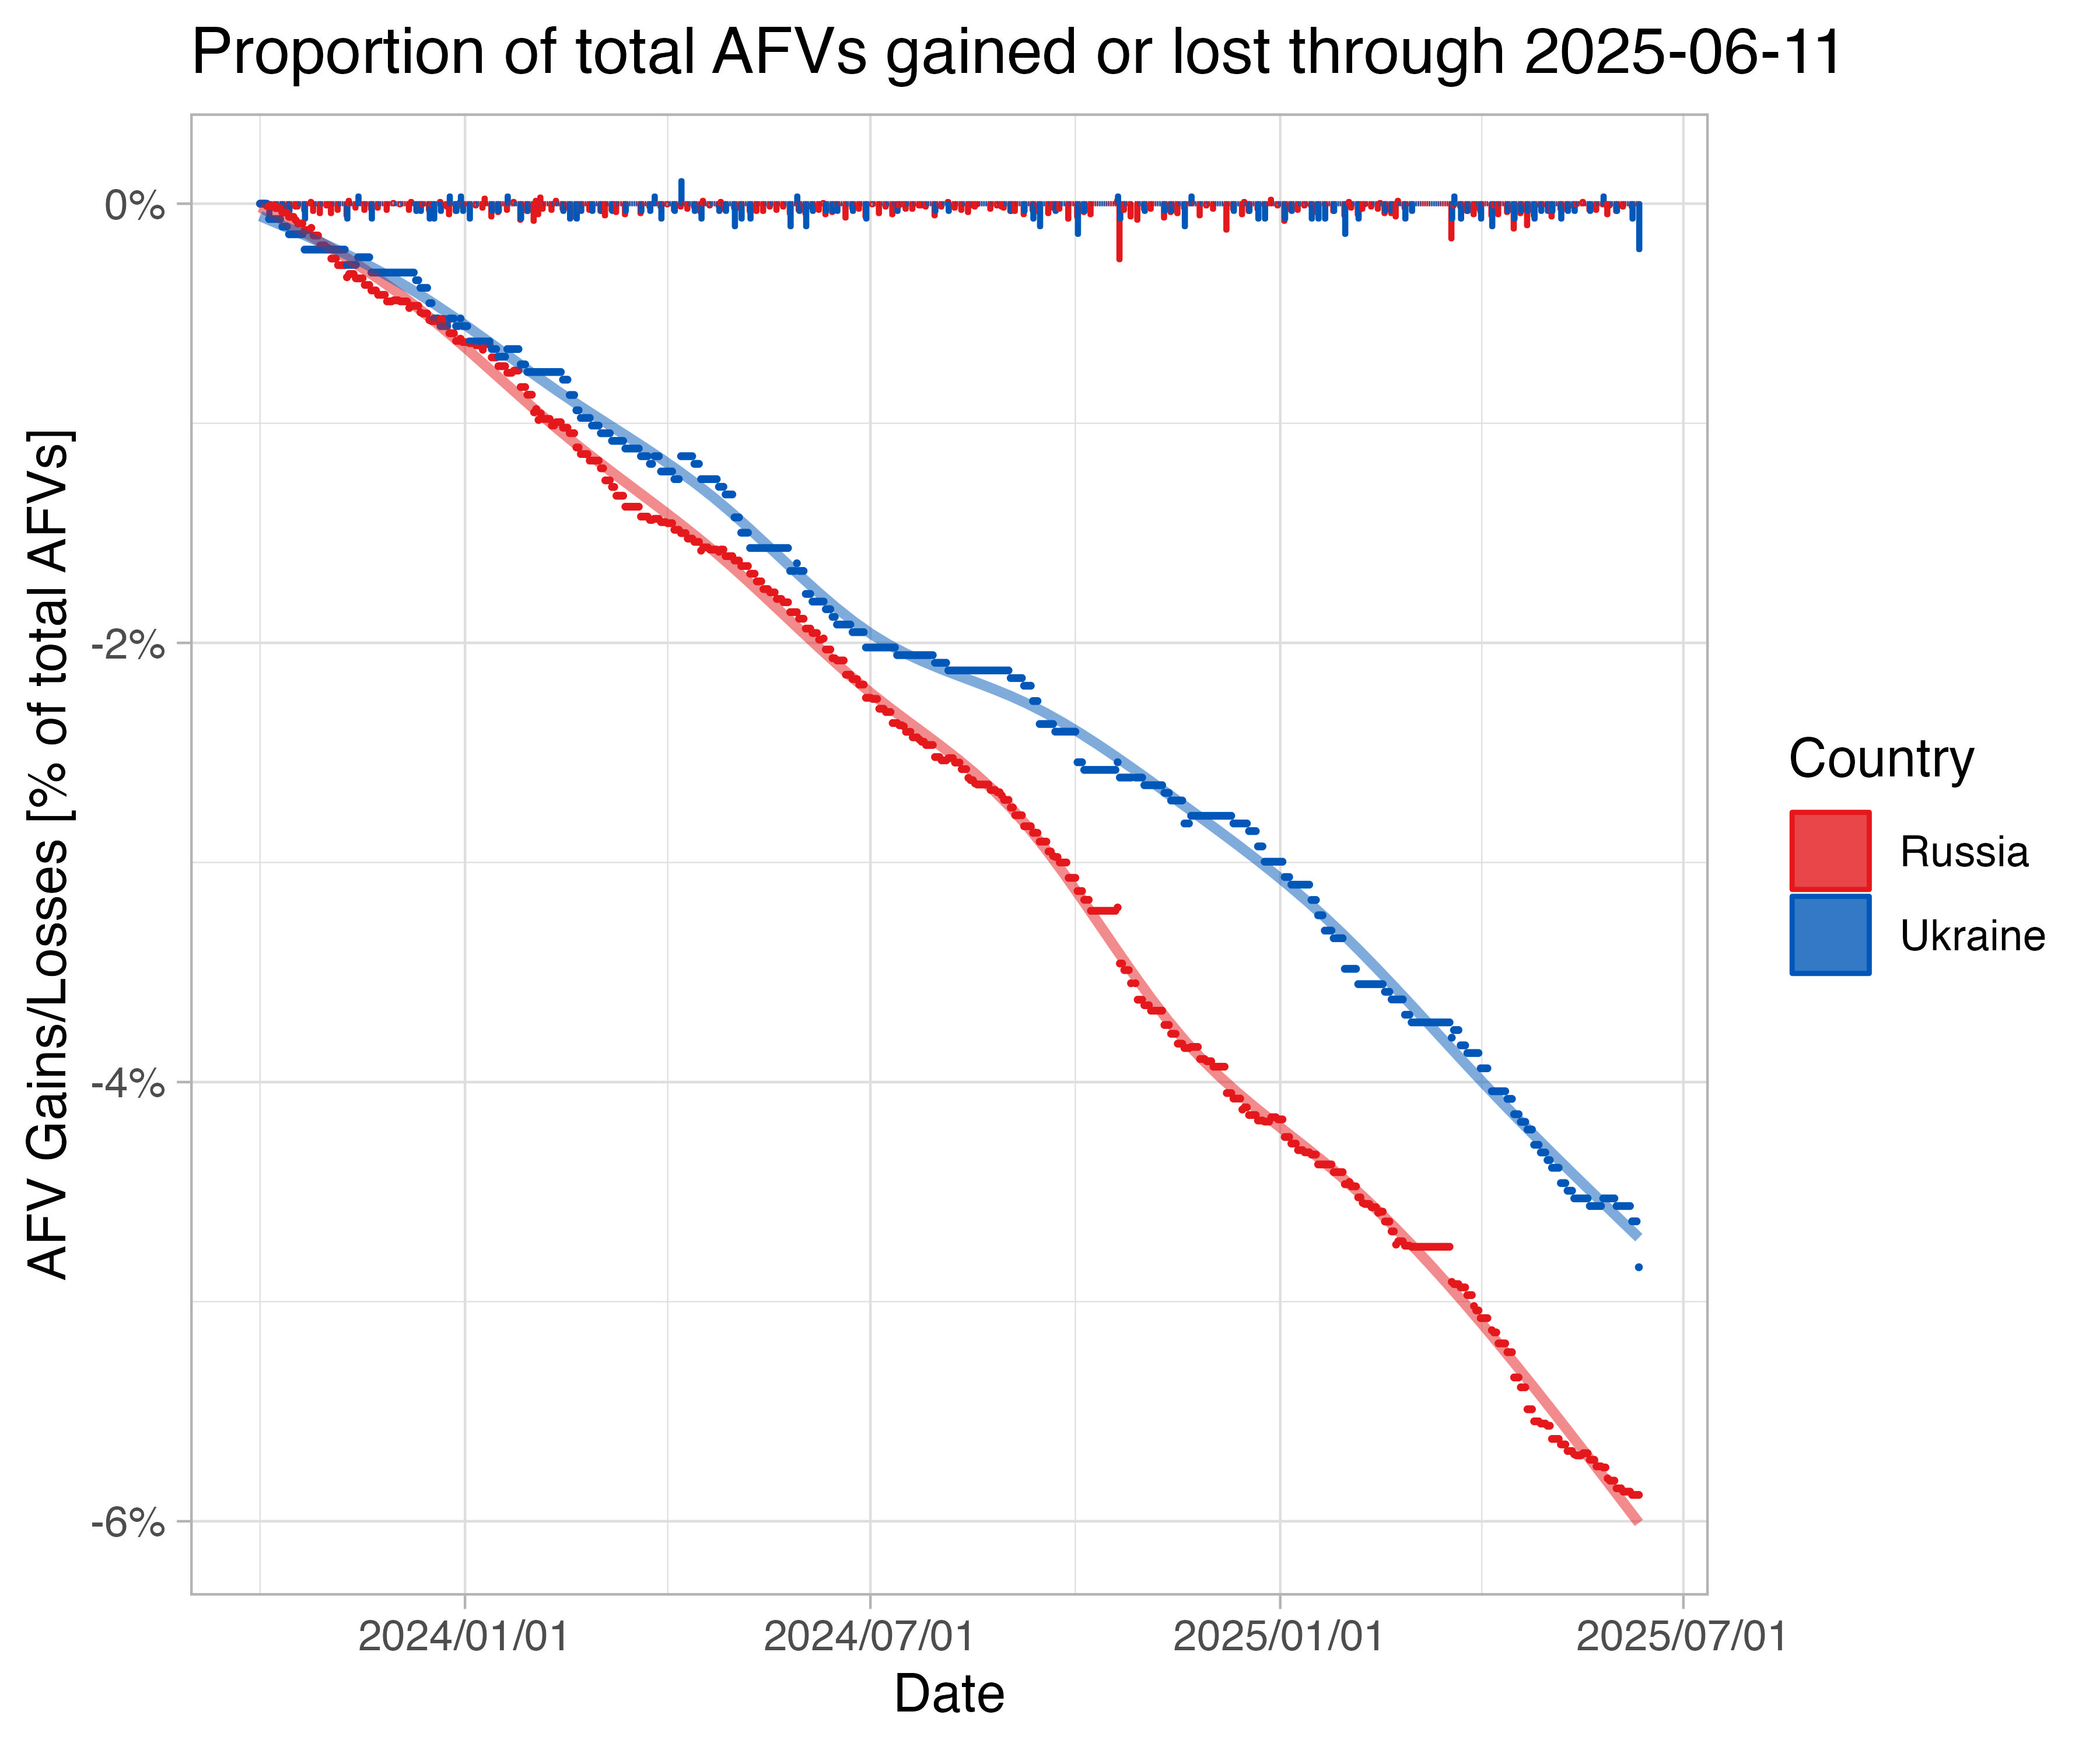 Proportion of total AFVs gained or lost through 2025-06-11
AFV Gains/Losses [% of total AFVs]
0%
-2%
-4%
-6%
2024/01/01
2024/07/01
2025/01/01
2025/07/01
Date
Country
Russia
Ukraine